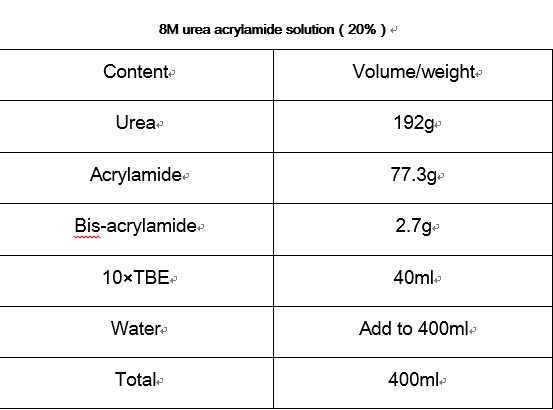 8M urea acrylamide solution ( 20% )
Content Volume/weight
Urea 192g
Acrylamide 77.3g
Bis-acrylamide 2.7g
10×TBE 40ml
Water Add to 400ml
Total 400ml